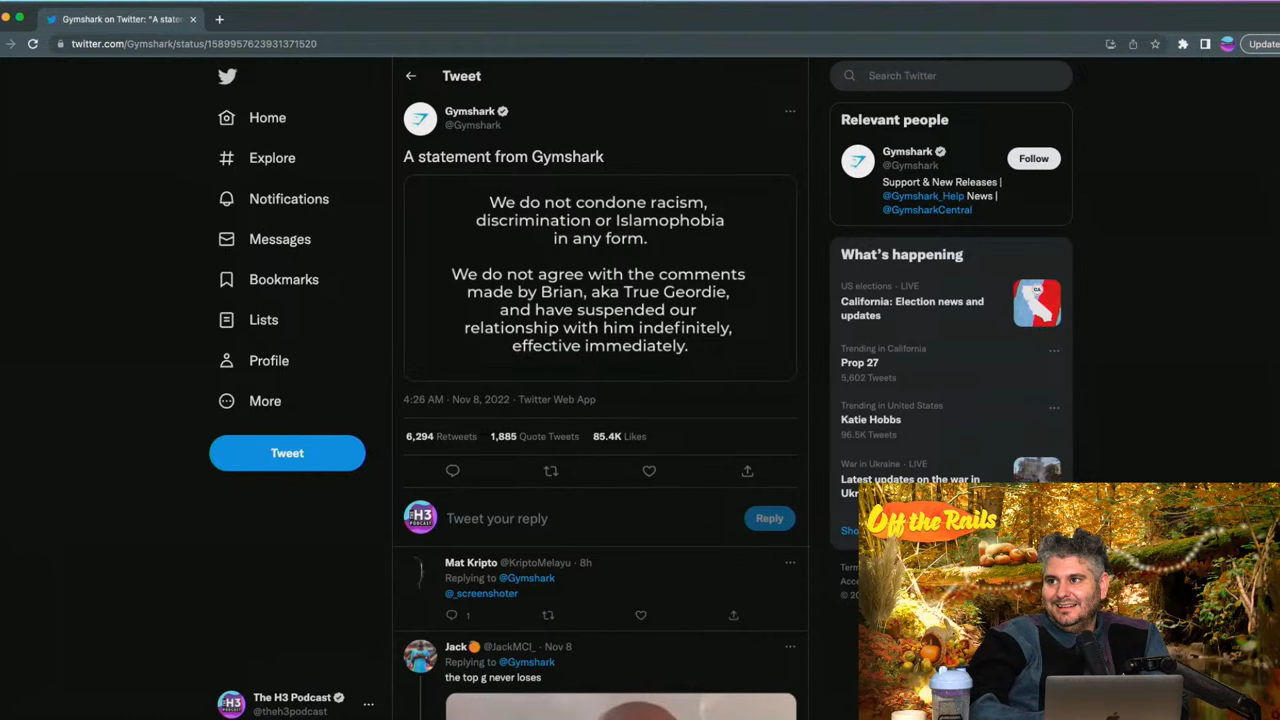 Gymshark on Twitter: "A state
twitter.com/Gymshark/status/1589957623931371520
Update
Home
Explore
Notifications
Messages
Bookmarks
Lists
Profile
More
Tweet
The H3 Podcast
@theh3podcast
Tweet
Gymshark
@Gymshark
A statement from Gymshark
We do not condone racism,
discrimination or Islamophobia
in any form.
We do not agree with the comments
made by Brian, aka True Geordie,
and have suspended our
relationship with him indefinitely,
effective immediately.
4:26 AM · Nov 8, 2022 · Twitter Web App
6,294 Retweets 1,885 Quote Tweets 85.4K Likes
H3
PODCAST
Tweet your reply
Reply
Mat Kripto @KriptoMelayu · 8h
Replying to @Gymshark
@_screenshoter
1
Jack🍊 @JackMCI_ · Nov 8
Replying to @Gymshark
the top g never loses
Search Twitter
Relevant people
Gymshark
@Gymshark
Follow
Support & New Releases |
@Gymshark_Help News |
@GymsharkCentral
What's happening
US elections · LIVE
California: Election news and
updates
Trending in California
Prop 27
5,602 Tweets
Trending in United States
Katie Hobbs
96.5K Tweets
War in Ukraine · LIVE
Latest updates on the war in
Ukr
Sho
Term
Acce
© 20
Off the Rails